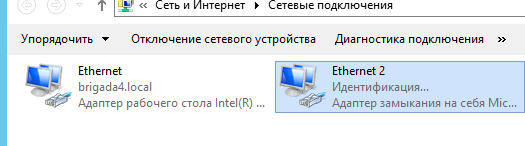 « Сеть и Интернет ▸ Сетевые подключения
Упорядочить Отключение сетевого устройства Диагностика подключения »
Ethernet
brigada4.local
Адаптер рабочего стола Intel(R) ...
Ethernet 2
Идентификация...
Адаптер замыкания на себя Mic...